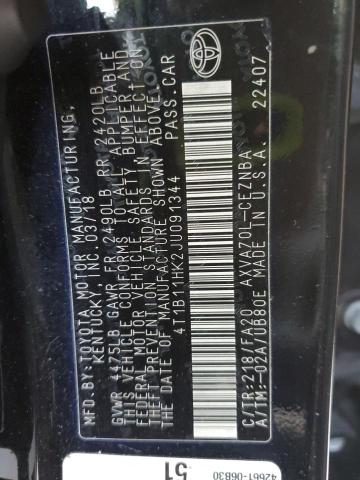 MFD.BY:TOYOTA MOTOR MANUFACTURING,
KENTUCKY, INC. 03/18
GVWR 4475LB GAWR FR 2490LB RR 2420LB
THIS VEHICLE CONFORMS TO ALL APPLICABLE
FEDERAL MOTOR VEHICLE SAFETY, BUMPER, AND
THEFT PREVENTION STANDARDS IN EFFECT ON
THE DATE OF MANUFACTURE SHOWN ABOVE.
4T1B11HK2JU091344 PASS.CAR
C/TR:218/FA20 AXVA70L-CEZNBA
A/TM:-02A/UB80E U.S.A.
22407
42661-06B30
51